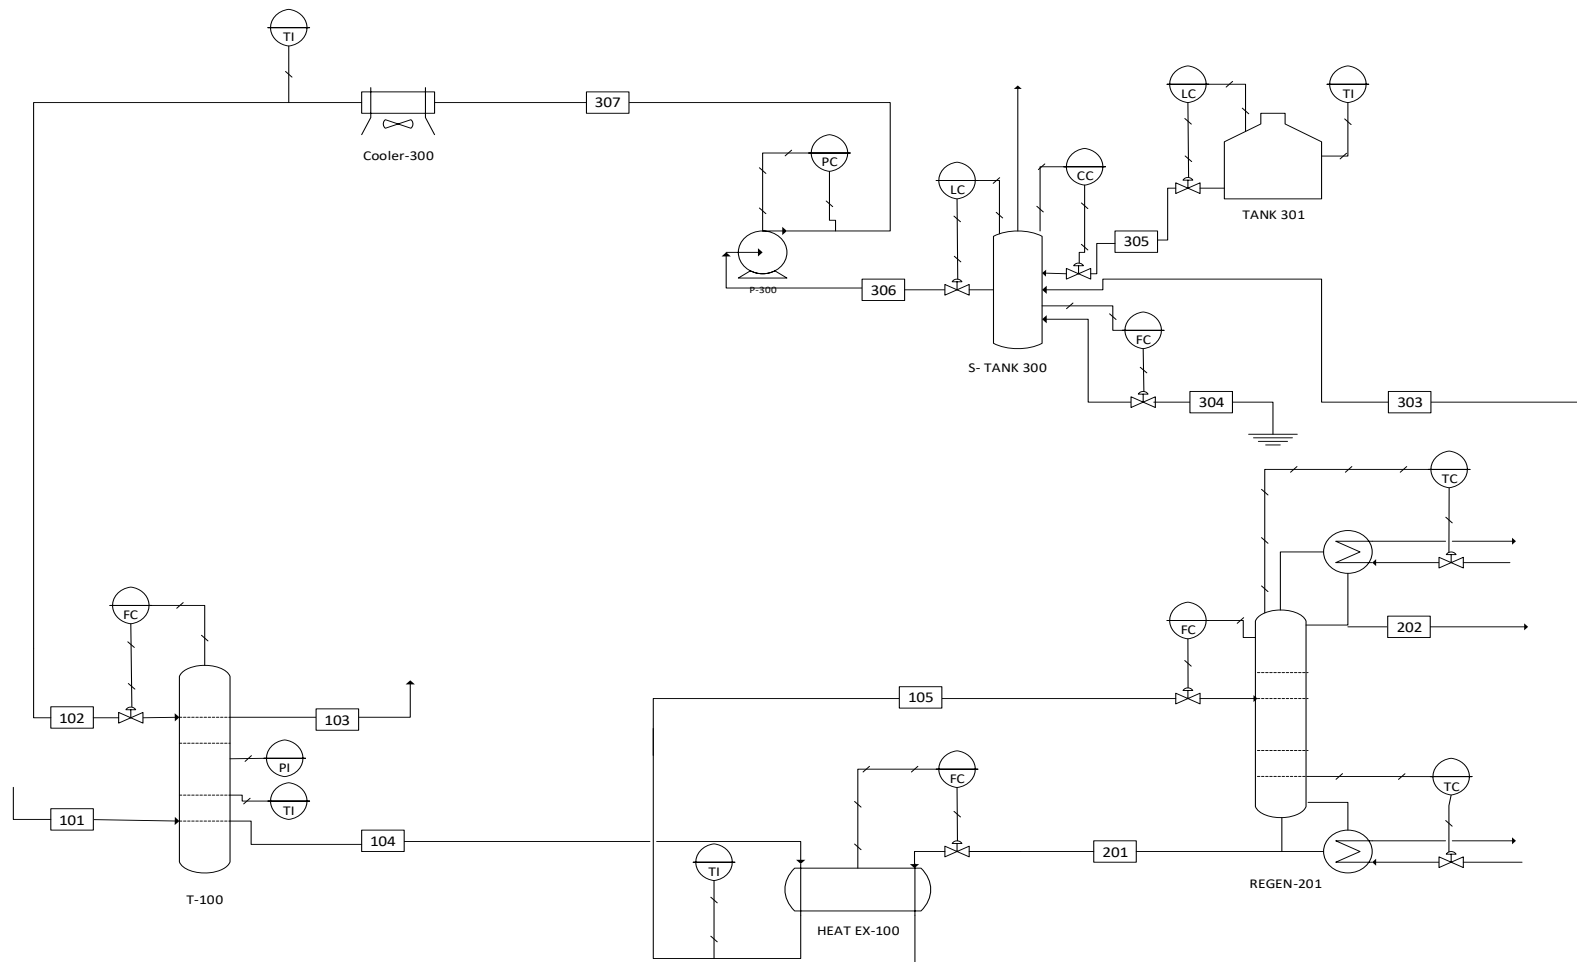 TI
307
Cooler-300
PC
P-300
LC
CC
LC
TI
TANK 301
305
306
FC
S- TANK 300
304
303
TC
FC
FC
202
105
102
103
PI
TI
101
104
T-100
TI
FC
201
TC
HEAT EX-100
REGEN-201